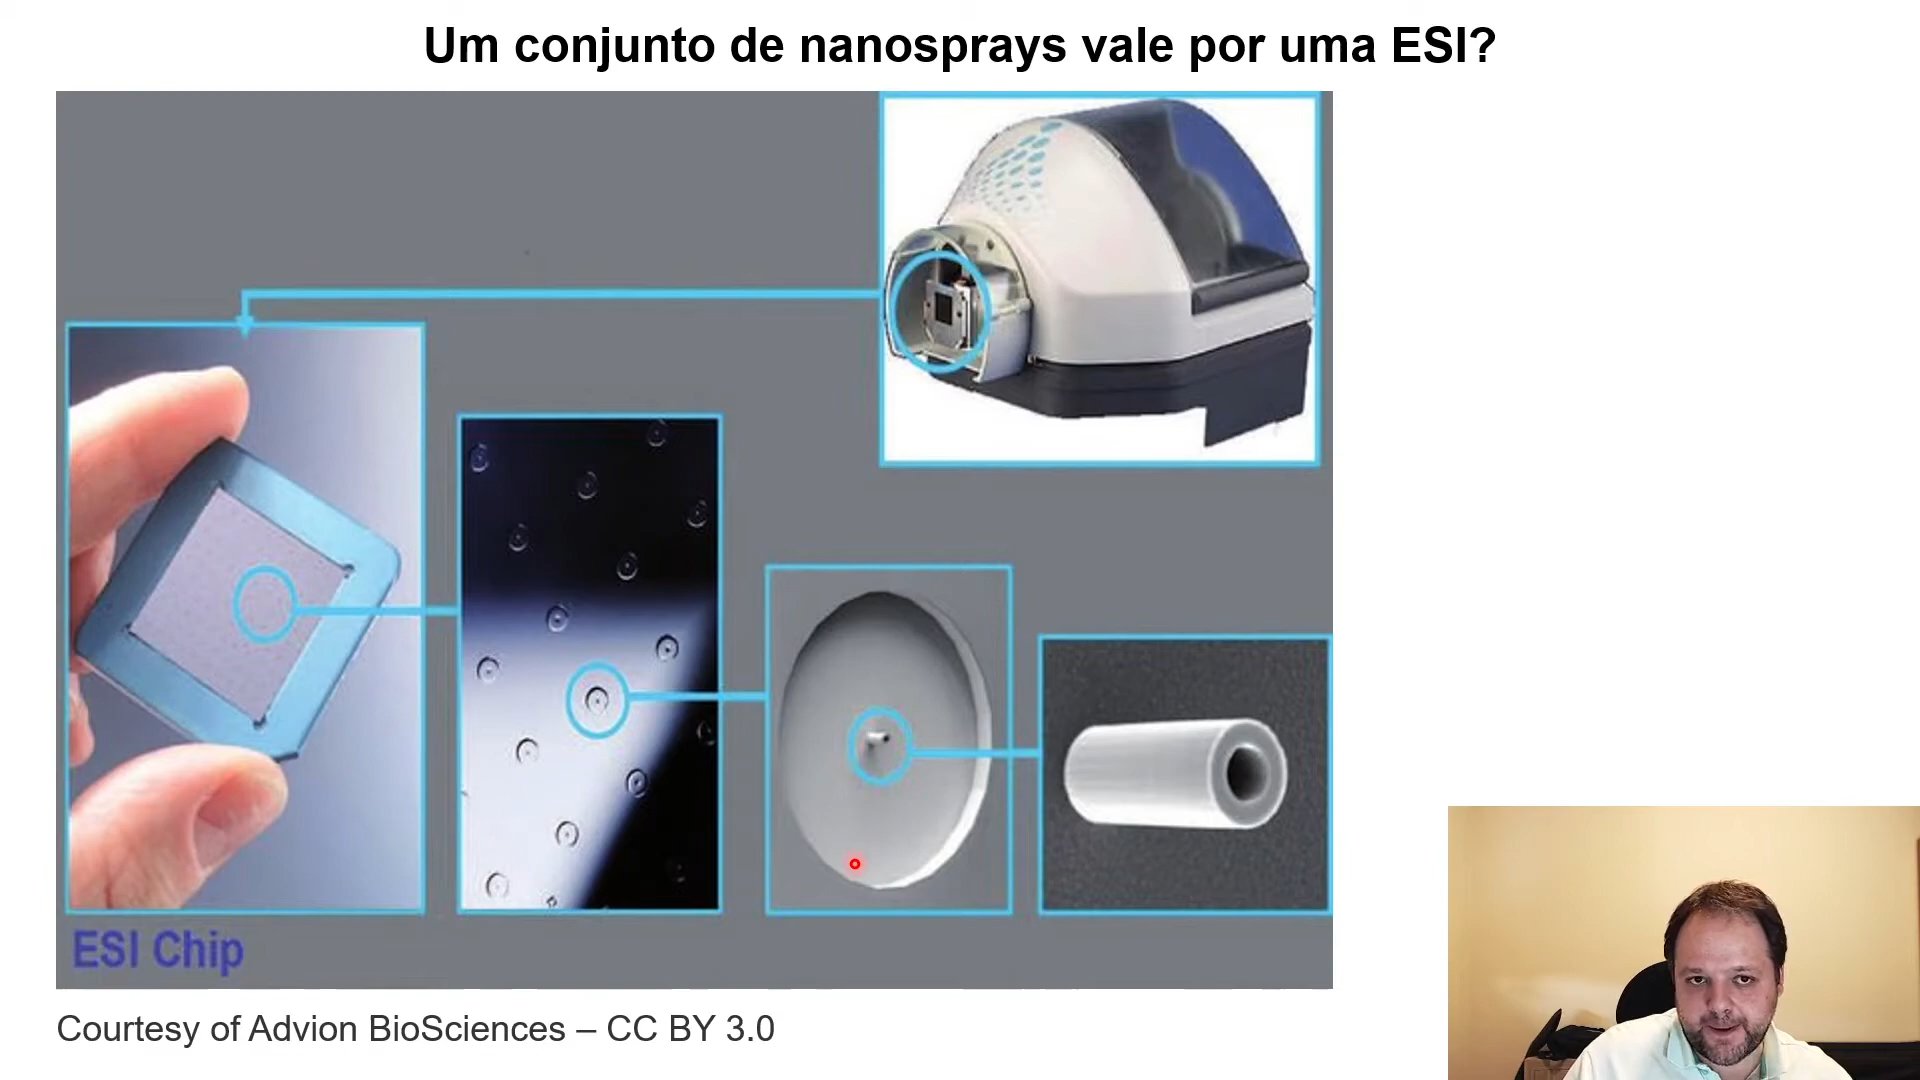 Um conjunto de nanosprays vale por uma ESI?
ESI Chip
Courtesy of Advion BioSciences – CC BY 3.0